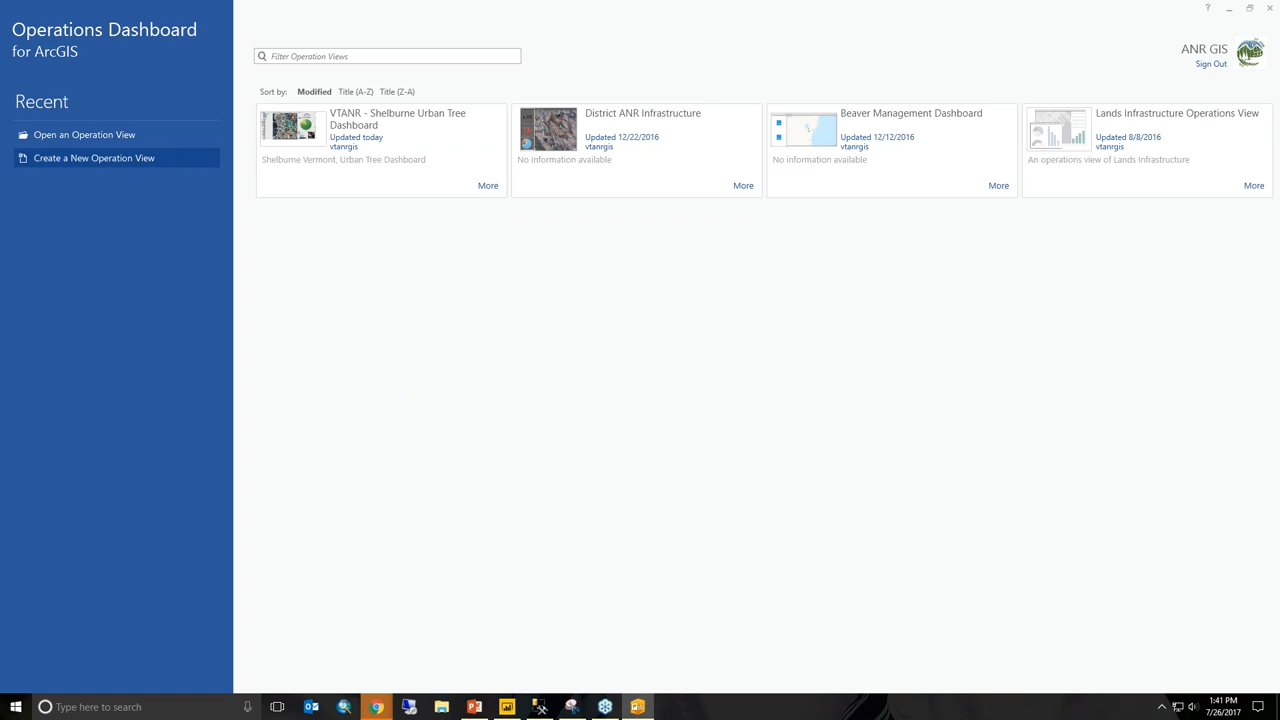 Operations Dashboard
for ArcGIS
Recent
Open an Operation View
Create a New Operation View
?
Filter Operation Views
ANR GIS
Sign Out
Sort by: Modified Title (A-Z) Title (Z-A)
VTANR - Shelburne Urban Tree
Dashboard
Updated today
vtanrgis
Shelburne Vermont, Urban Tree Dashboard
More
District ANR Infrastructure
Updated 12/22/2016
vtanrgis
No information available
More
Beaver Management Dashboard
Updated 12/12/2016
vtanrgis
No information available
More
Lands Infrastructure Operations View
Updated 8/8/2016
vtanrgis
An operations view of Lands Infrastructure
More
Type here to search
1:41 PM
7/26/2017